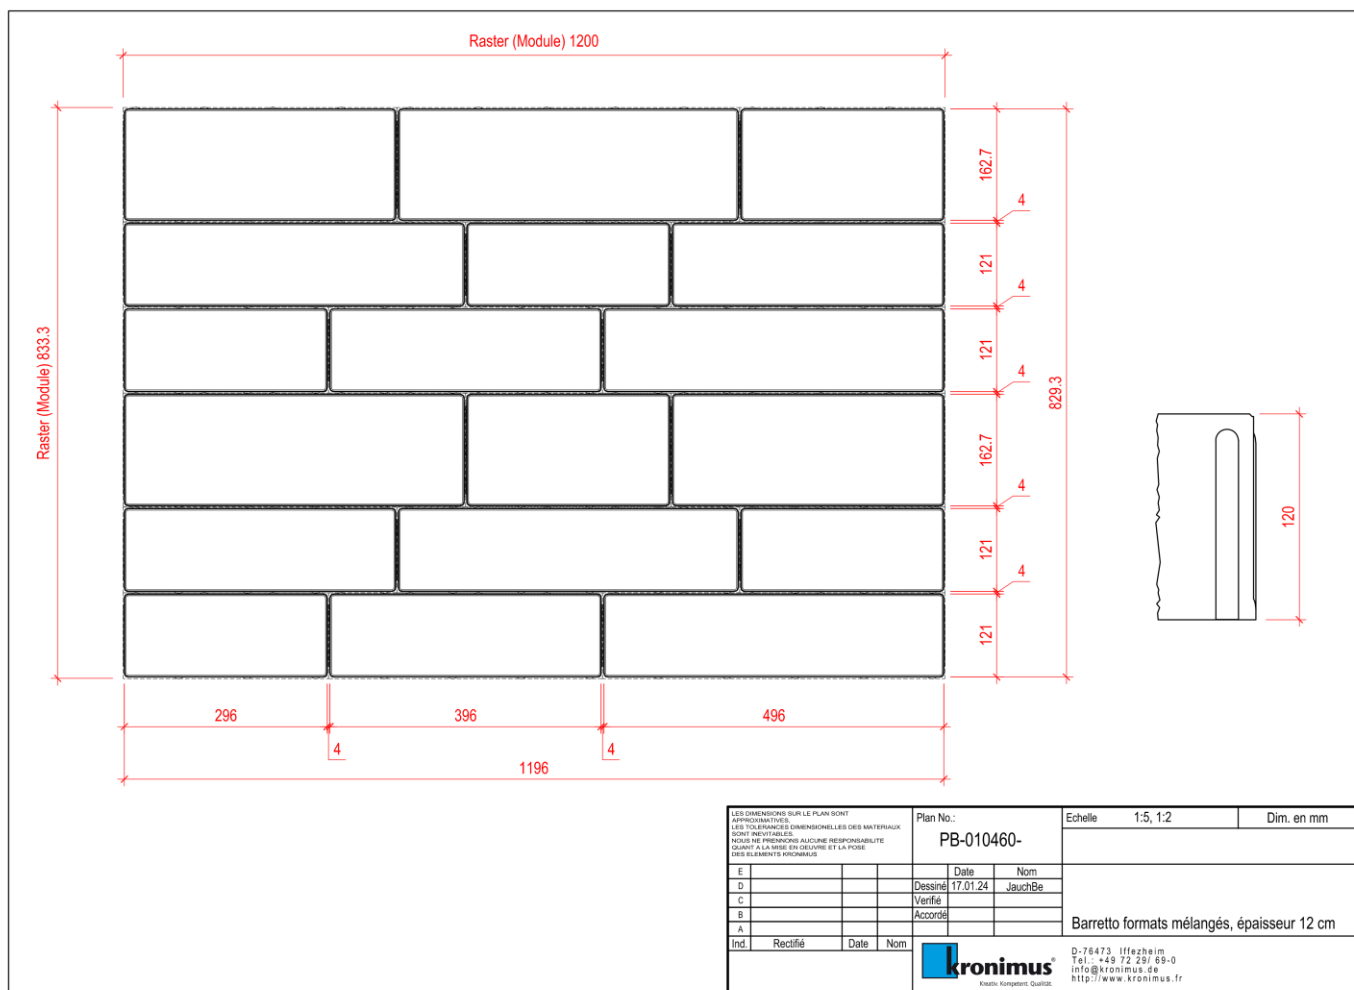 Raster (Module) 1200
Raster (Module) 833.3
162.7
4
121
4
121
4
162.7
4
121
4
121
829.3
120
296
396
496
4
4
1196
LES DIMENSIONS SUR LE PLAN SONT
APPROXIMATIVES.
LES TOLERANCES DIMENSIONELLES DES MATERIAUX
SONT INEVITABLES.
NOUS NE PRENNONS AUCUNE RESPONSABILITE
QUANT A LA MISE EN OEUVRE ET LA POSE
DES ELEMENTS KRONIMUS
Plan No.:
PB-010460-
Echelle 1:5, 1:2 Dim. en mm
E
D
C
B
A
Ind. Rectifié Date Nom
Date Nom
Dessiné 17.01.24 JauchBe
Verifié
Accordé
Barretto formats mélangés, épaisseur 12 cm
kronimus®
Kreativ. Kompetent. Qualität.
D-76473 Iffezheim
Tel.: +49 72 29/ 69-0
info@kronimus.de
http://www.kronimus.fr